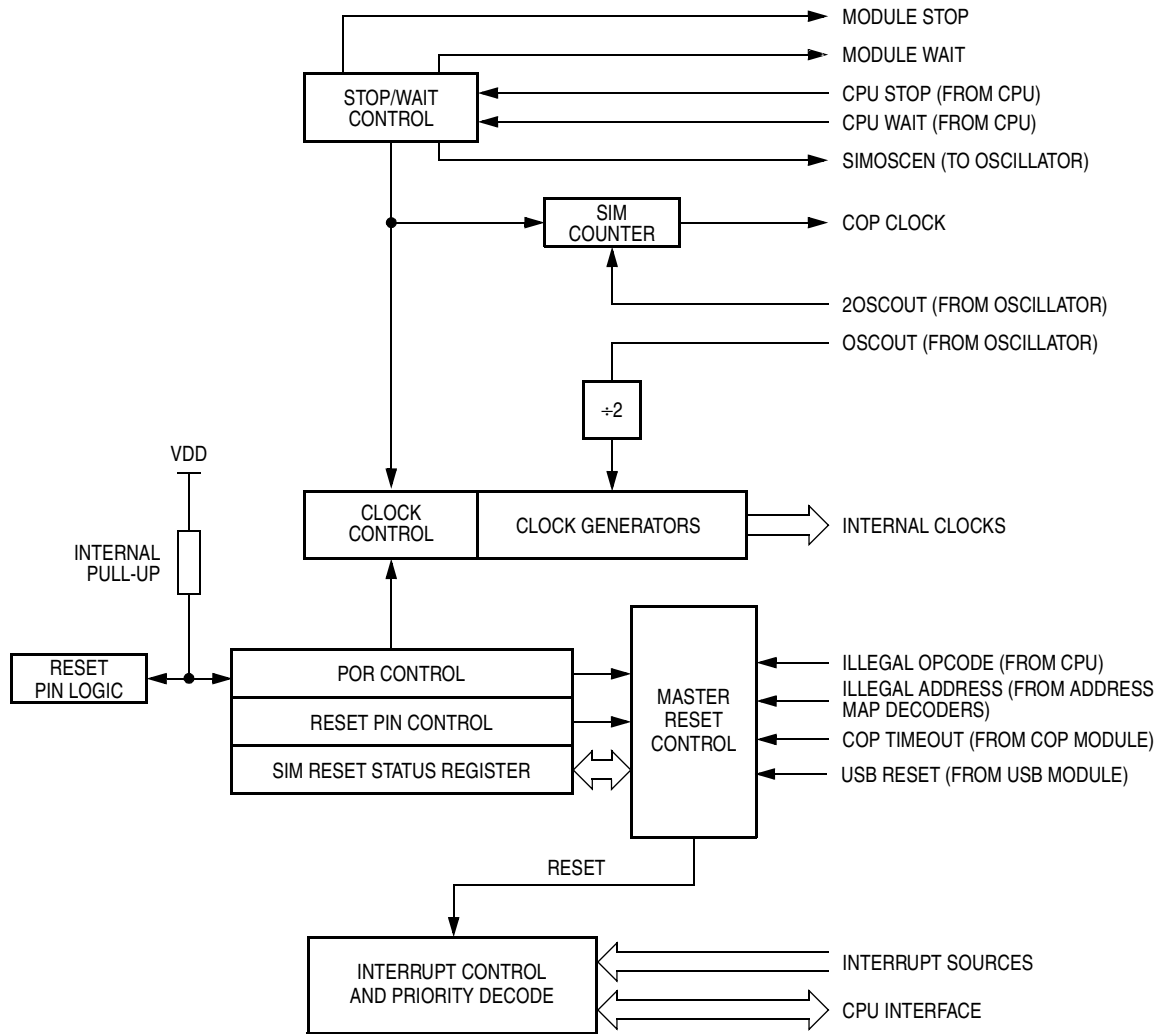 MODULE STOP
MODULE WAIT
STOP/WAIT
CONTROL
CPU STOP (FROM CPU)
CPU WAIT (FROM CPU)
SIMOSCEN (TO OSCILLATOR)
SIM
COUNTER
COP CLOCK
2OSCOUT (FROM OSCILLATOR)
OSCOUT (FROM OSCILLATOR)
÷2
VDD
INTERNAL
PULL-UP
CLOCK
CONTROL
CLOCK GENERATORS
INTERNAL CLOCKS
RESET
PIN LOGIC
POR CONTROL
RESET PIN CONTROL
SIM RESET STATUS REGISTER
MASTER
RESET
CONTROL
ILLEGAL OPCODE (FROM CPU)
ILLEGAL ADDRESS (FROM ADDRESS
MAP DECODERS)
COP TIMEOUT (FROM COP MODULE)
USB RESET (FROM USB MODULE)
RESET
INTERRUPT CONTROL
AND PRIORITY DECODE
INTERRUPT SOURCES
CPU INTERFACE